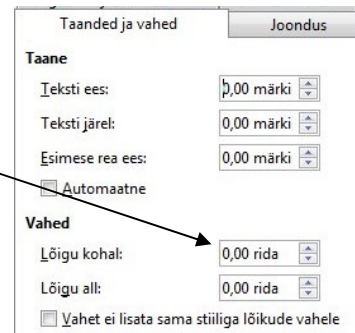 Taanded ja vahed Joondus
Taane
Teksti ees: 0,00 märki
Teksti järel: 0,00 märki
Esimese rea ees: 0,00 märki
Automaatne
Vahed
Lõigu kohal: 0,00 rida
Lõigu all: 0,00 rida
Vahet ei lisata sama stiiliga lõikude vahele